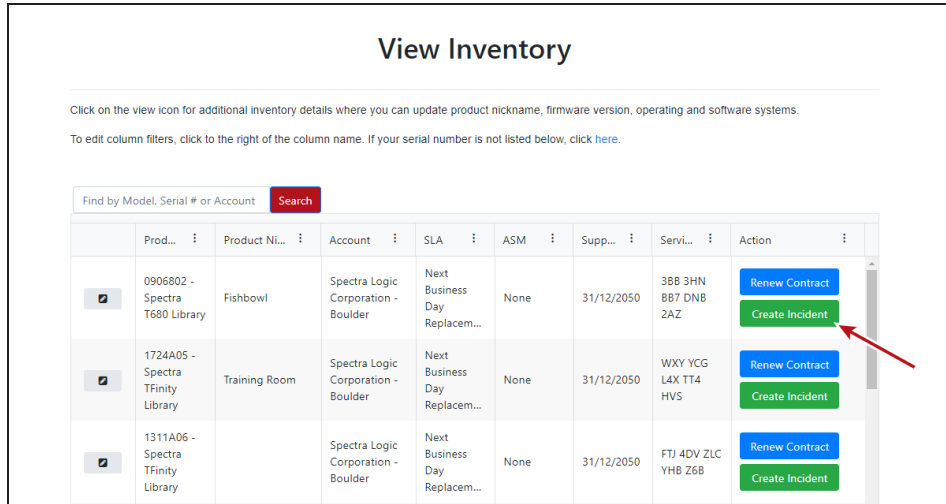 View Inventory
Click on the view icon for additional inventory details where you can update product nickname, firmware version, operating and software systems.
To edit column filters, click to the right of the column name. If your serial number is not listed below, click here.
Find by Model, Serial # or Account Search
Prod... Product Ni... Account SLA ASM Supp... Servi... Action
0906802 -
Spectra
T680 Library
Fishbowl
Spectra Logic
Corporation -
Boulder
Next
Business
Day
Replacem...
None
31/12/2050
3BB 3HN
BB7 DNB
2AZ
Renew Contract
Create Incident
1724A05 -
Spectra
TFinity
Library
Training Room
Spectra Logic
Corporation -
Boulder
Next
Business
Day
Replacem...
None
31/12/2050
WXY YCG
L4X TT4
HVS
Renew Contract
Create Incident
1311A06 -
Spectra
TFinity
Library
Spectra Logic
Corporation -
Boulder
Next
Business
Day
Replacem...
None
31/12/2050
FTJ 4DV ZLC
YHB Z6B
Renew Contract
Create Incident